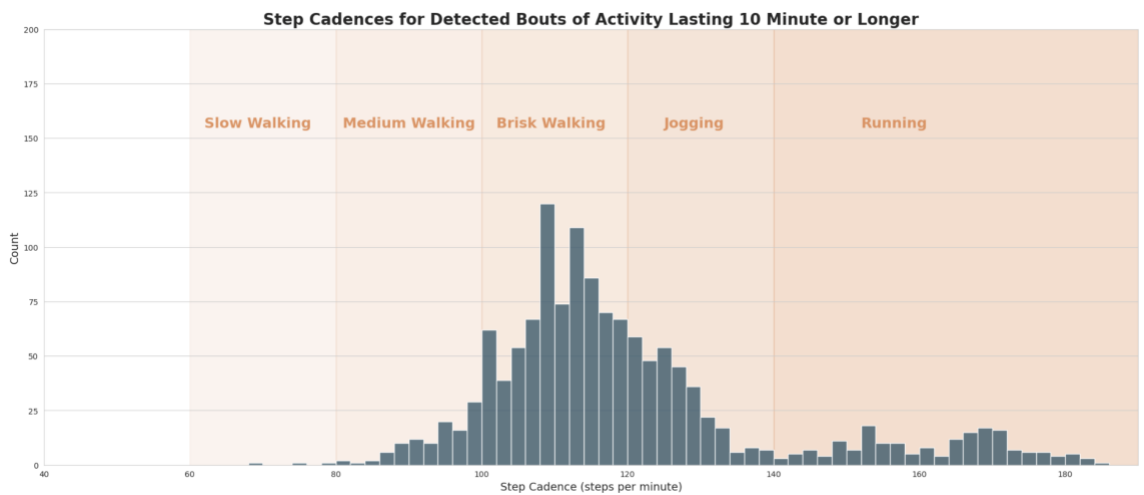 Step Cadences for Detected Bouts of Activity Lasting 10 Minute or Longer
200
175
150
125
100
75
50
25
0
Count
Slow Walking Medium Walking Brisk Walking Jogging Running
40 60 80 100 120 140 160 180
Step Cadence (steps per minute)